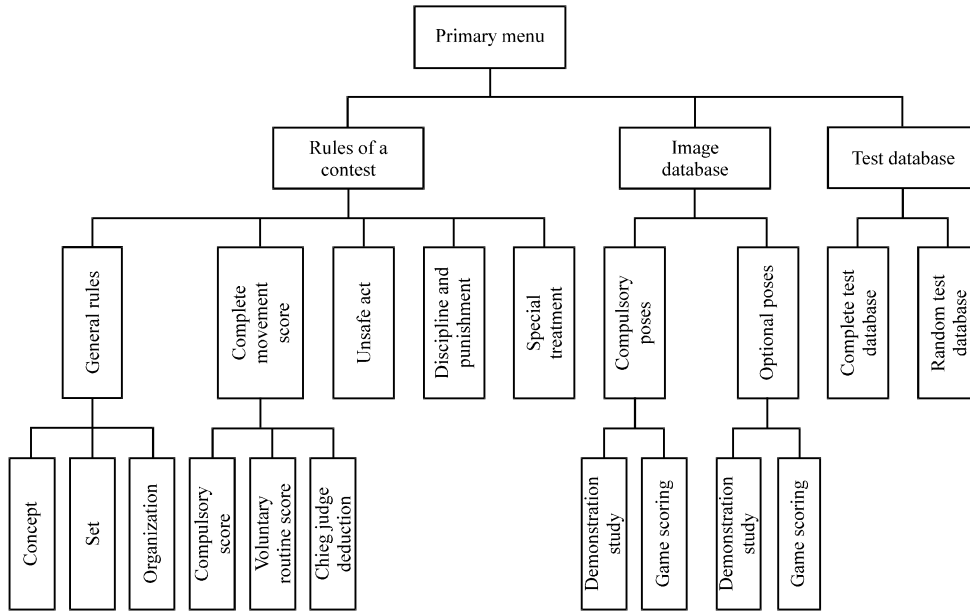 Primary menu
Rules of a
contest
Image
database
Test database
General rules
Complete
movement
score
Unsafe act
Discipline and
punishment
Special
treatment
Compulsory
poses
Optional poses
Complete test
database
Random test
database
Concept
Set
Organization
Compulsory
score
Voluntary
routine score
Chieg judge
deduction
Demonstration
study
Game scoring
Demonstration
study
Game scoring